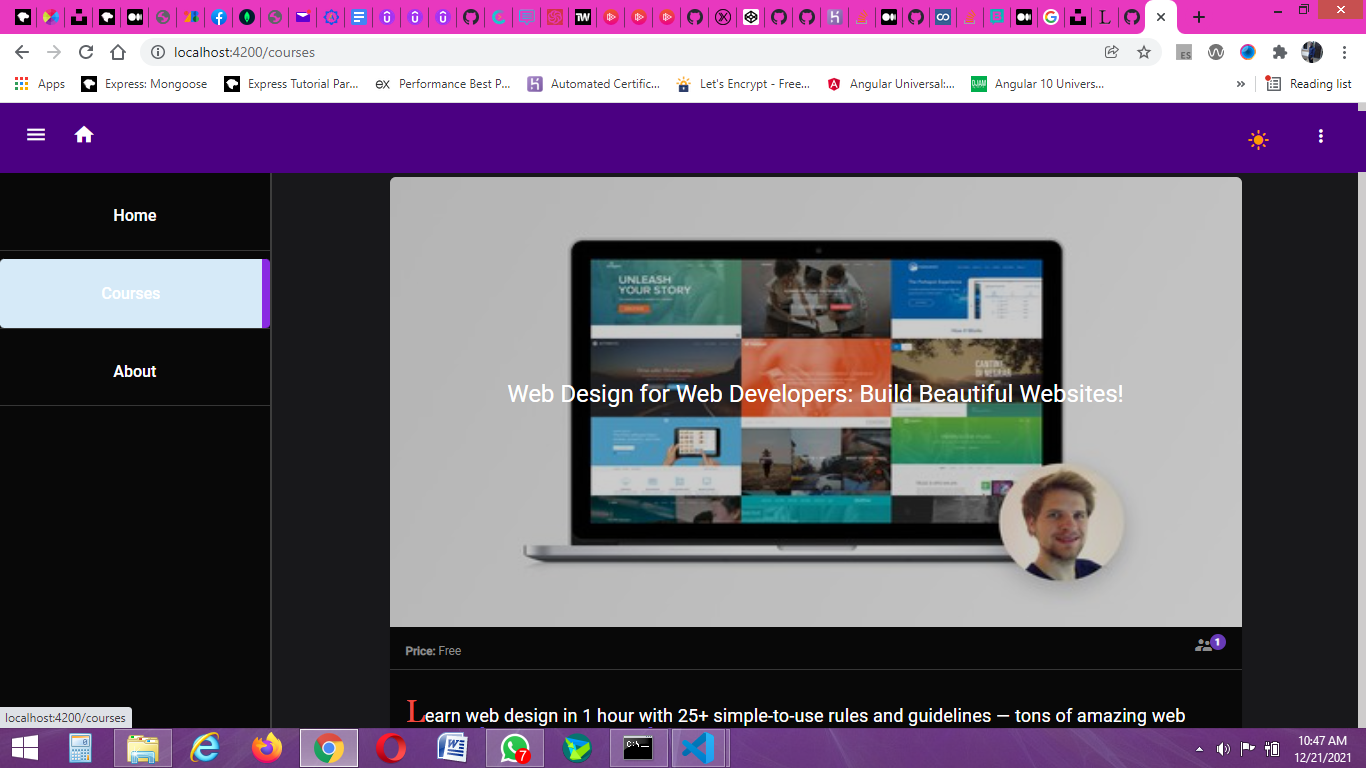 TW
ES
localhost:4200/courses
Apps
Express: Mongoose
Express Tutorial Par...
ex
Performance Best P...
Automated Certific...
Let's Encrypt - Free...
Angular Universal:...
Angular 10 Univers...
»
Reading list
Home
Courses
About
UNLEASH
YOUR STORY
Web Design for Web Developers: Build Beautiful Websites!
Price: Free
1
Learn web design in 1 hour with 25+ simple-to-use rules and guidelines — tons of amazing web
localhost:4200/courses
7
10:47 AM
12/21/2021